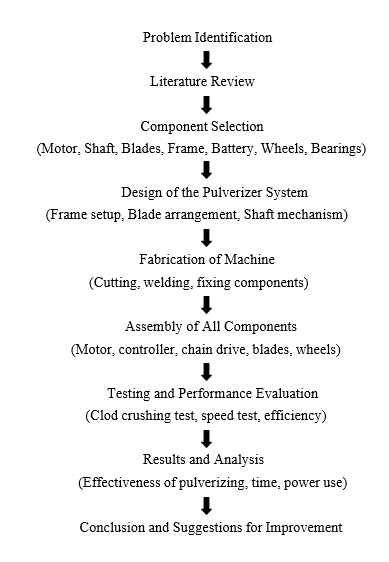 Problem Identification
Literature Review
Component Selection
(Motor, Shaft, Blades, Frame, Battery, Wheels, Bearings)
Design of the Pulverizer System
(Frame setup, Blade arrangement, Shaft mechanism)
Fabrication of Machine
(Cutting, welding, fixing components)
Assembly of All Components
(Motor, controller, chain drive, blades, wheels)
Testing and Performance Evaluation
(Clod crushing test, speed test, efficiency)
Results and Analysis
(Effectiveness of pulverizing, time, power use)
Conclusion and Suggestions for Improvement